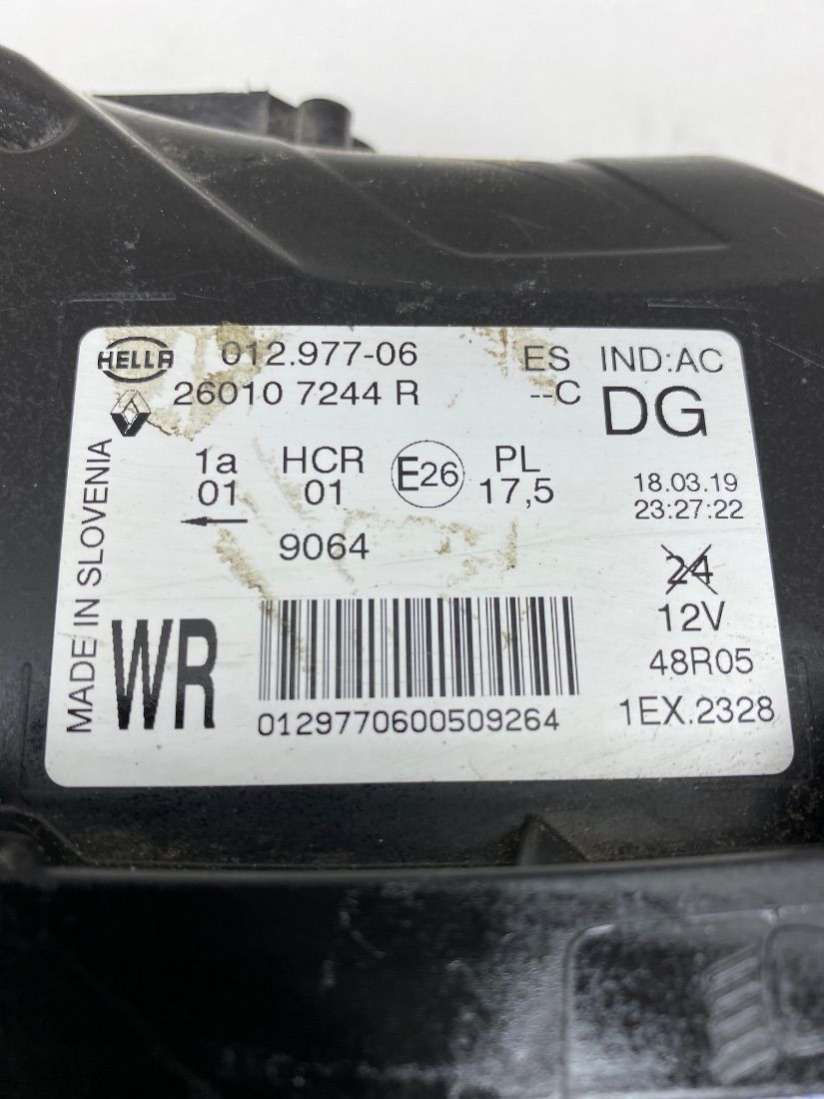 HELLA 012.977-06 ES IND:AC
26010 7244 R --C DG
1a HCR E26 PL
01 01 17,5
18.03.19
23:27:22
9064
24
12V
48R05
1EX.2328
MADE IN SLOVENIA
WR
0129770600509264